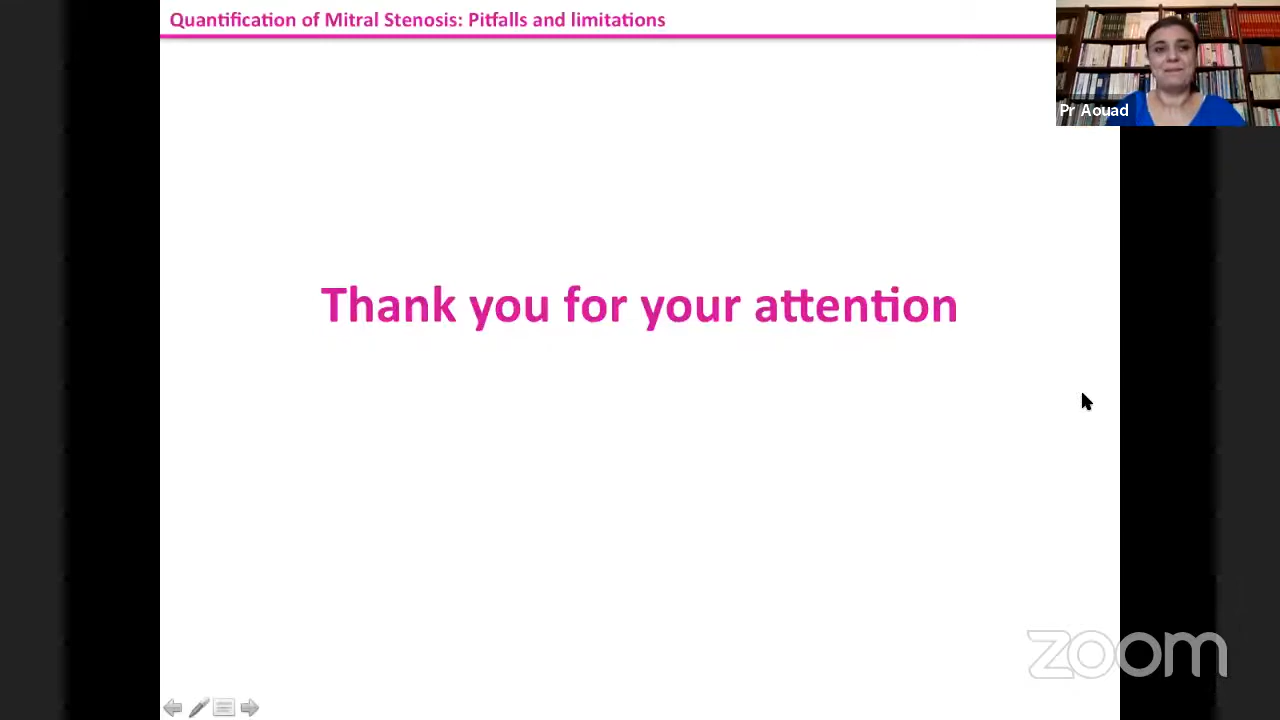 Quantification of Mitral Stenosis: Pitfalls and limitations
Pr Aouad
Thank you for your attention
zoom